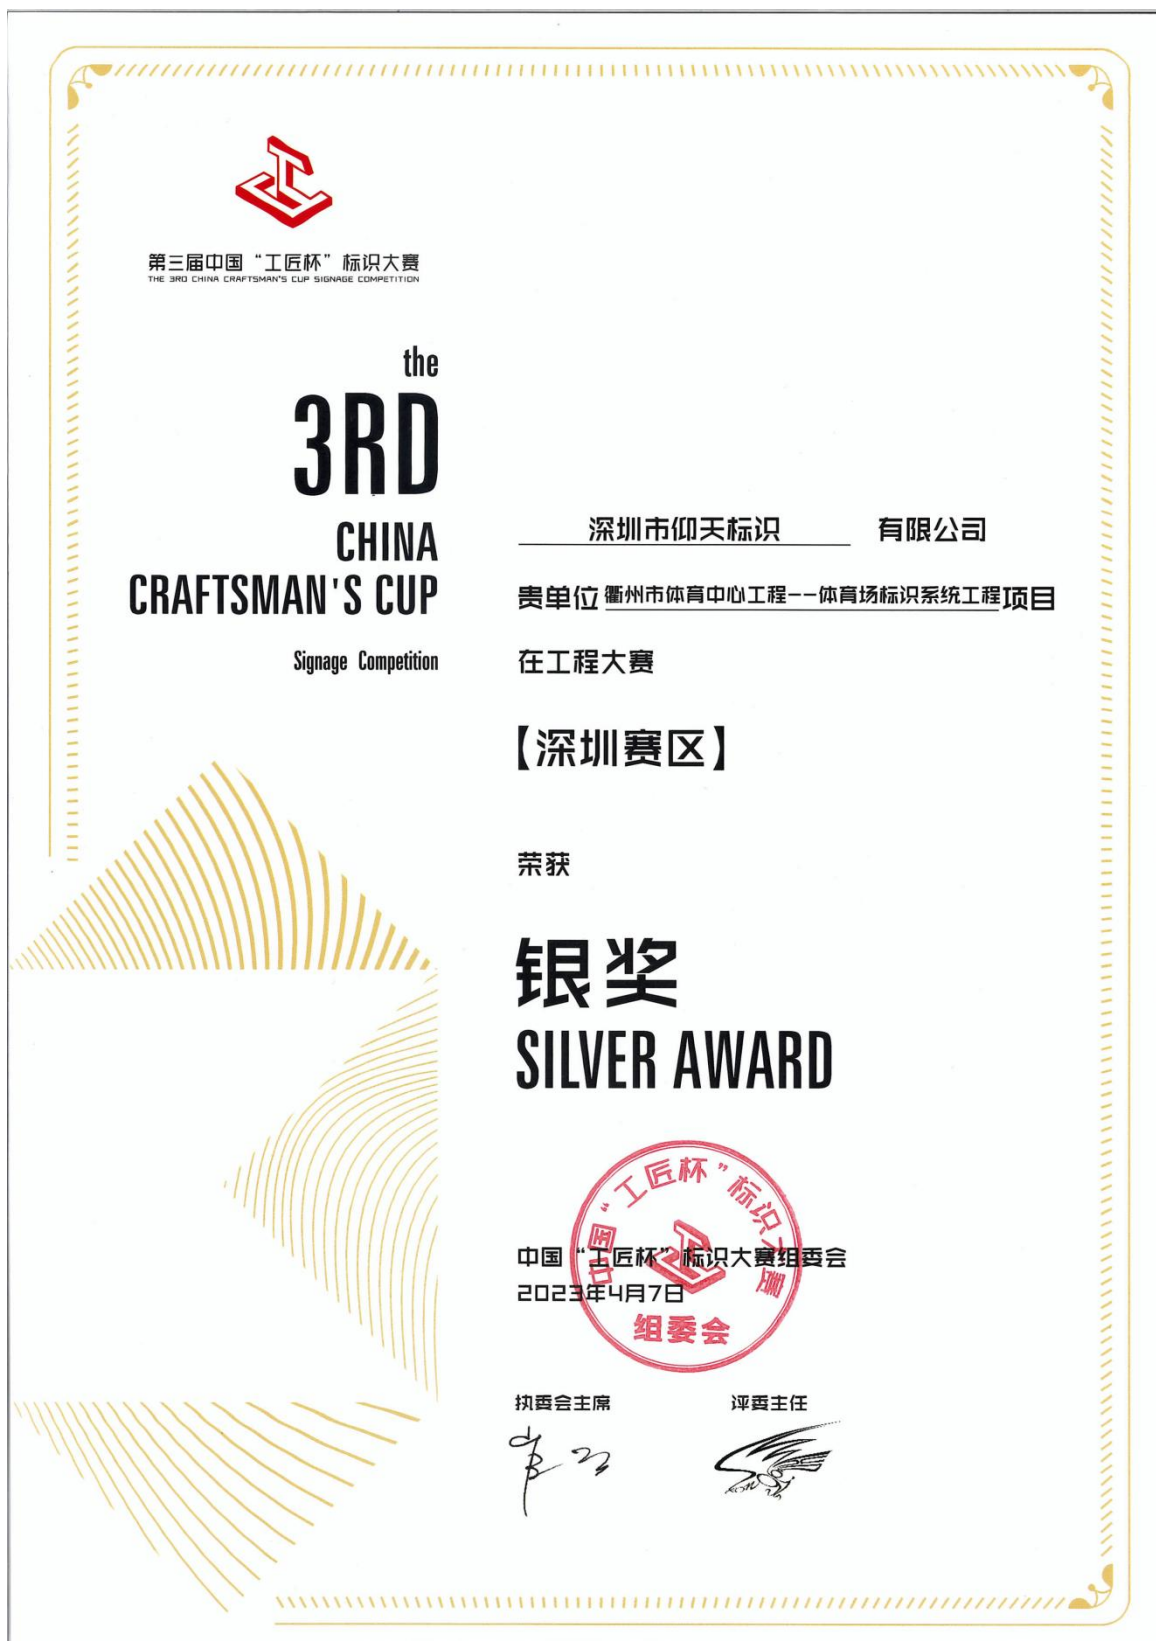 第三届中国“工匠杯”标识大赛
THE 3RD CHINA CRAFTSMAN'S CUP SIGNAGE COMPETITION
the
3RD
CHINA
CRAFTSMAN'S CUP
Signage Competition
深圳市仰天标识 有限公司
贵单位衢州市体育中心工程--体育场标识系统工程项目
在工程大赛
【深圳赛区】
荣获
银奖
SILVER AWARD
中国“工匠杯”标识大赛组委会
2023年4月7日
中国“工匠杯”标识大赛
组委会
执委会主席 评委主任